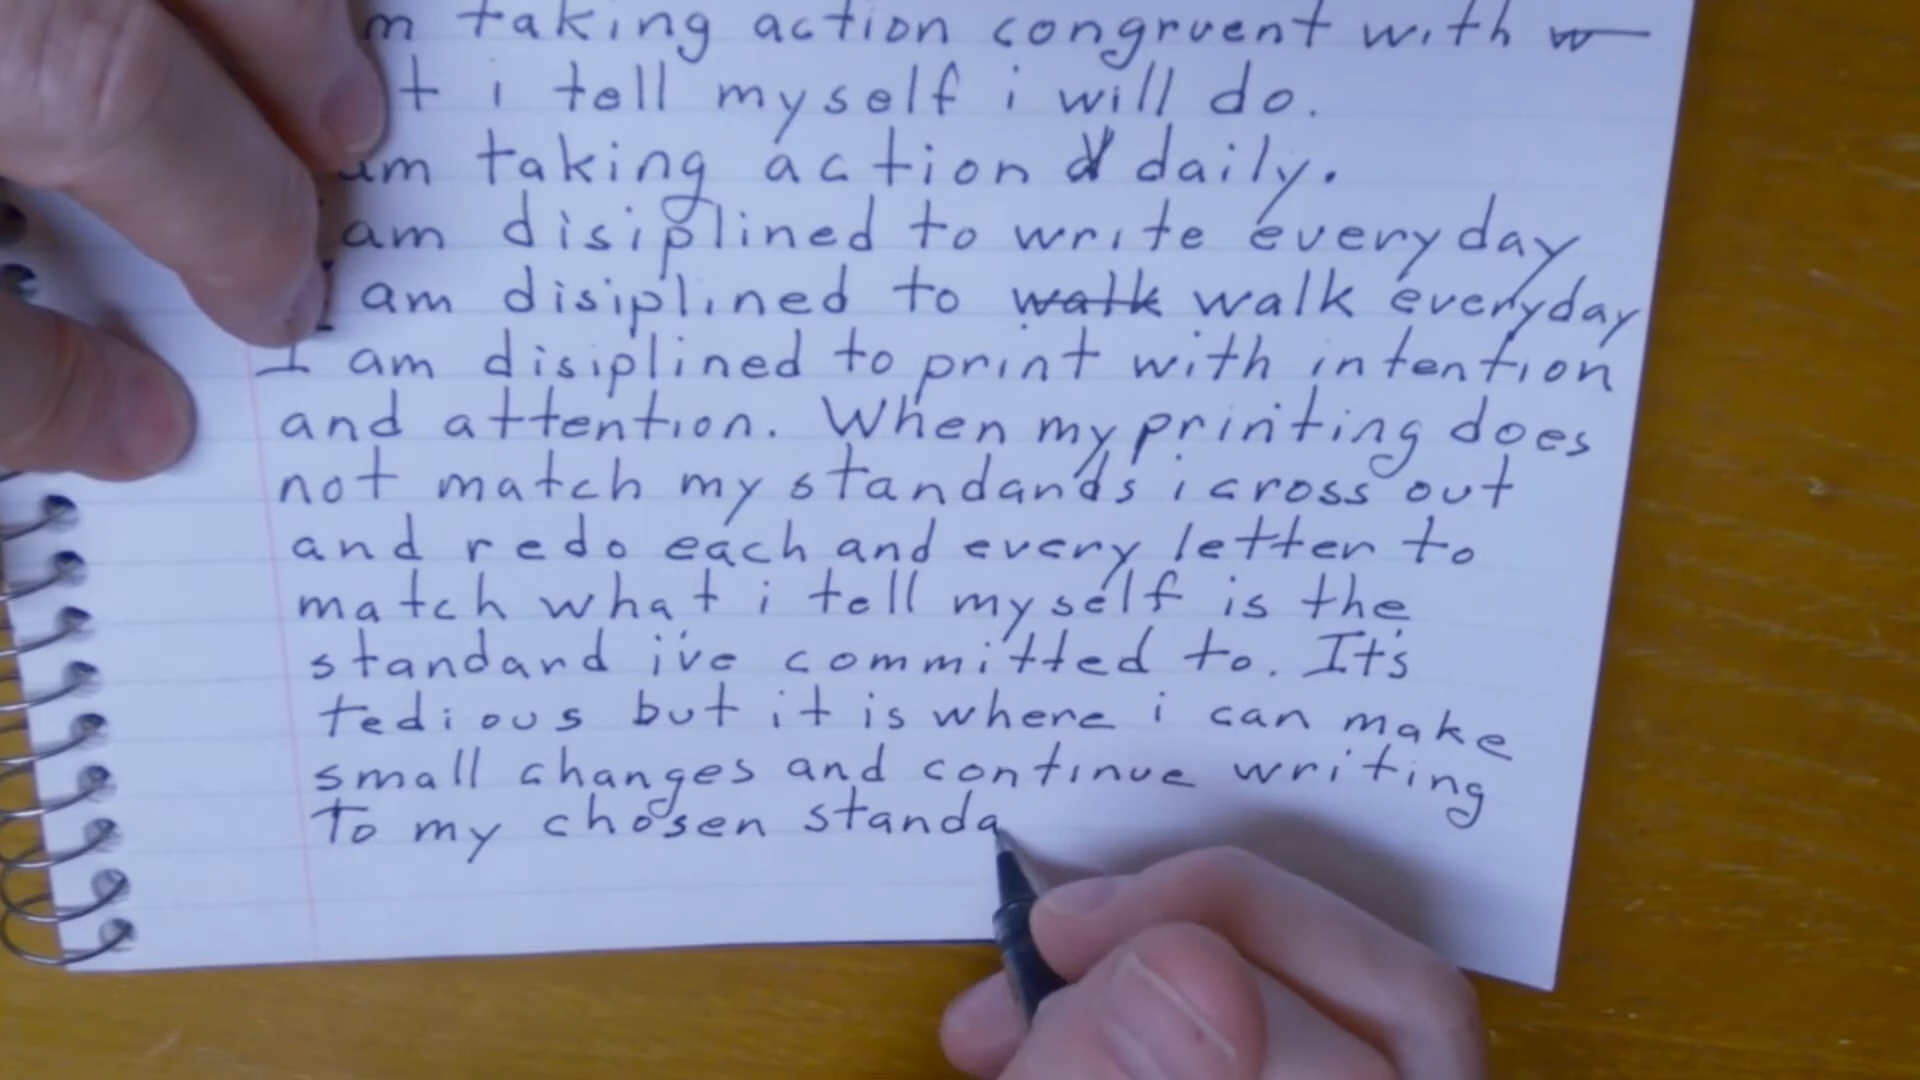 m taking action congruent with w
t i tell myself i will do.
am taking action d daily.
am disiplined to write everyday
I am disiplined to walk walk everyday
I am disiplined to print with intention
and attention. When my printing does
not match my standards i cross out
and redo each and every letter to
match what i tell myself is the
standard i've committed to. It's
tedious but it is where i can make
small changes and continue writing
To my chosen standa